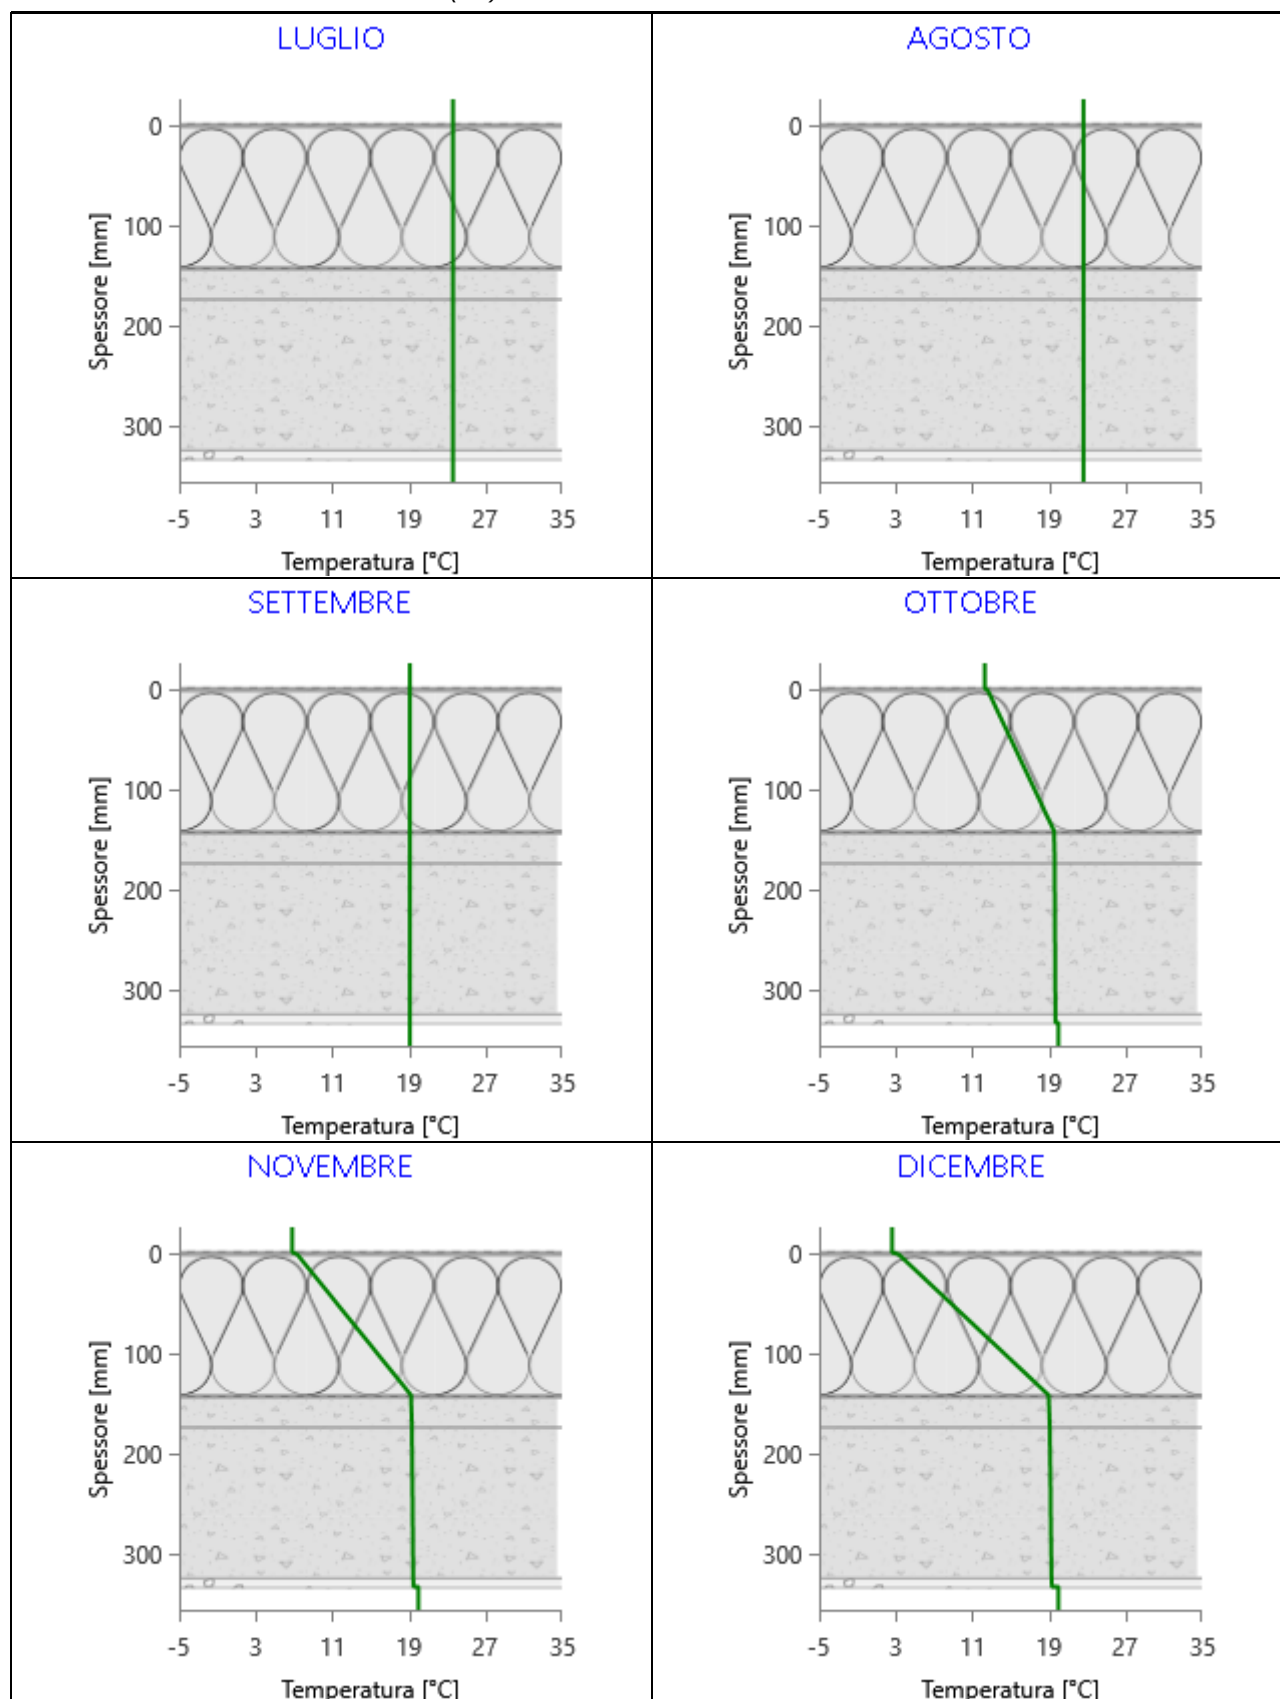 LUGLIO
0
100
200
300
Spessore [mm]
-5 3 11 19 27 35
Temperatura [°C]
AGOSTO
0
100
200
300
Spessore [mm]
-5 3 11 19 27 35
Temperatura [°C]
SETTEMBRE
0
100
200
300
Spessore [mm]
-5 3 11 19 27 35
Temperatura [°C]
OTTOBRE
0
100
200
300
Spessore [mm]
-5 3 11 19 27 35
Temperatura [°C]
NOVEMBRE
0
100
200
300
Spessore [mm]
-5 3 11 19 27 35
Temperatura [°C]
DICEMBRE
0
100
200
300
Spessore [mm]
-5 3 11 19 27 35
Temperatura [°C]